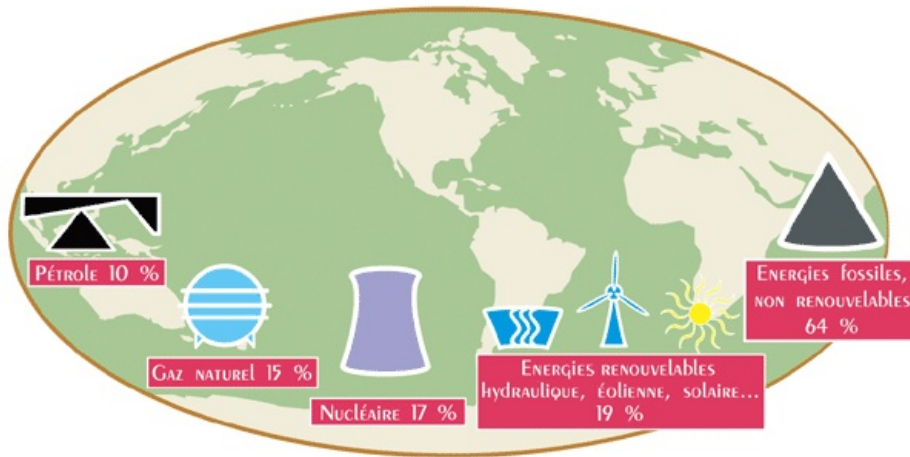 Pétrole 10 %
Gaz naturel 15 %
Nucléaire 17 %
Energies renouvelables
hydraulique, éolienne, solaire...
19 %
Energies fossiles,
non renouvelables
64 %